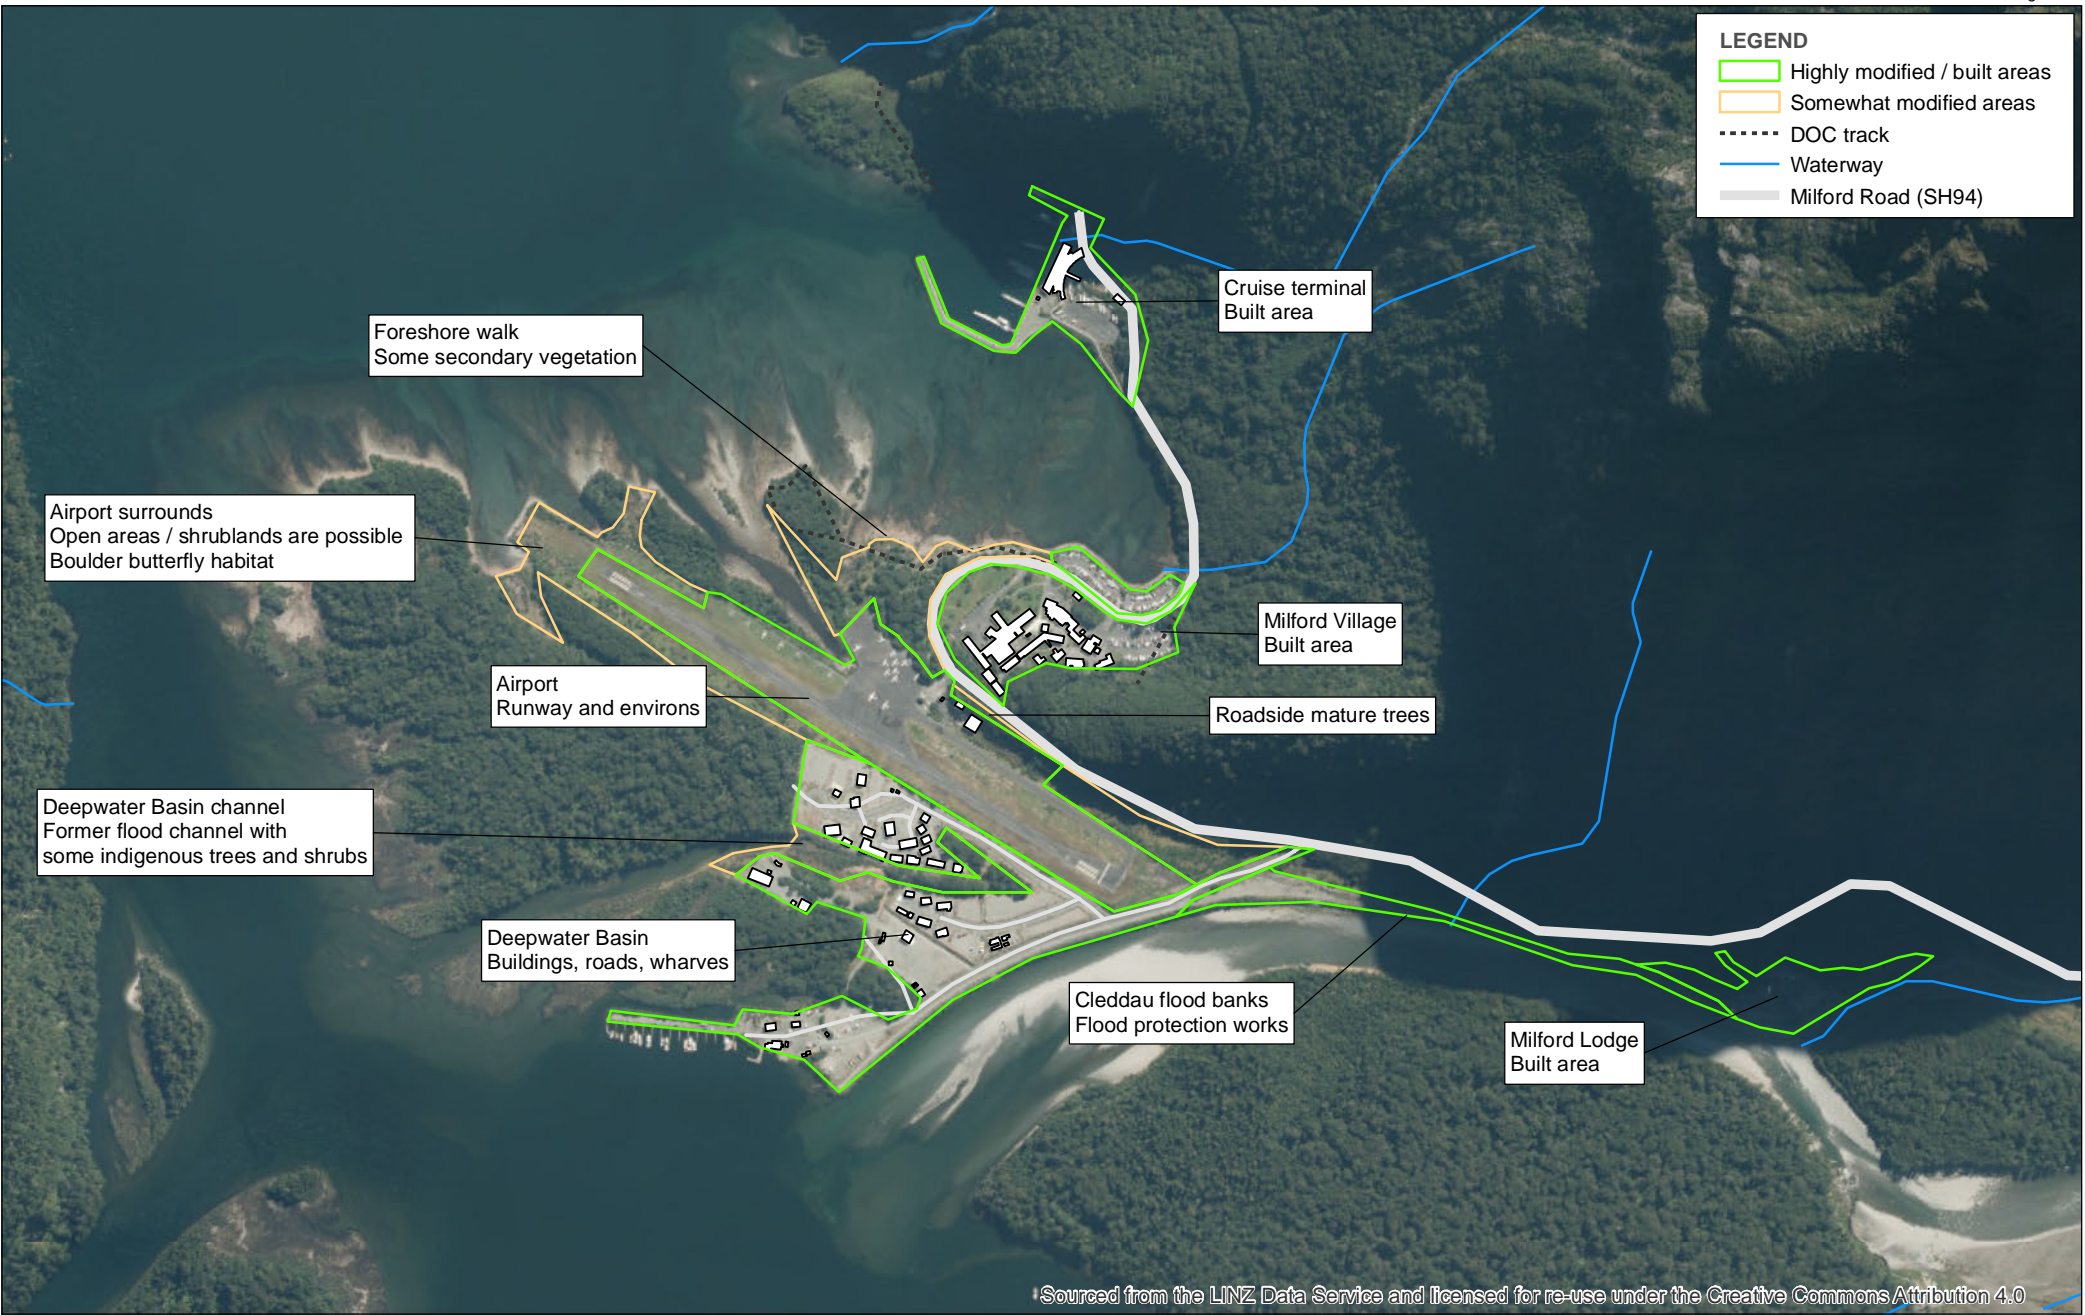 LEGEND
Highly modified / built areas
Somewhat modified areas
DOC track
Waterway
Milford Road (SH94)
Cruise terminal
Built area
Foreshore walk
Some secondary vegetation
Airport surrounds
Open areas / shrublands are possible
Boulder butterfly habitat
Milford Village
Built area
Airport
Runway and environs
Roadside mature trees
Deepwater Basin channel
Former flood channel with
some indigenous trees and shrubs
Deepwater Basin
Buildings, roads, wharves
Cleddau flood banks
Flood protection works
Milford Lodge
Built area
Sourced from the LINZ Data Service and licensed for re-use under the Creative Commons Attribution 4.0